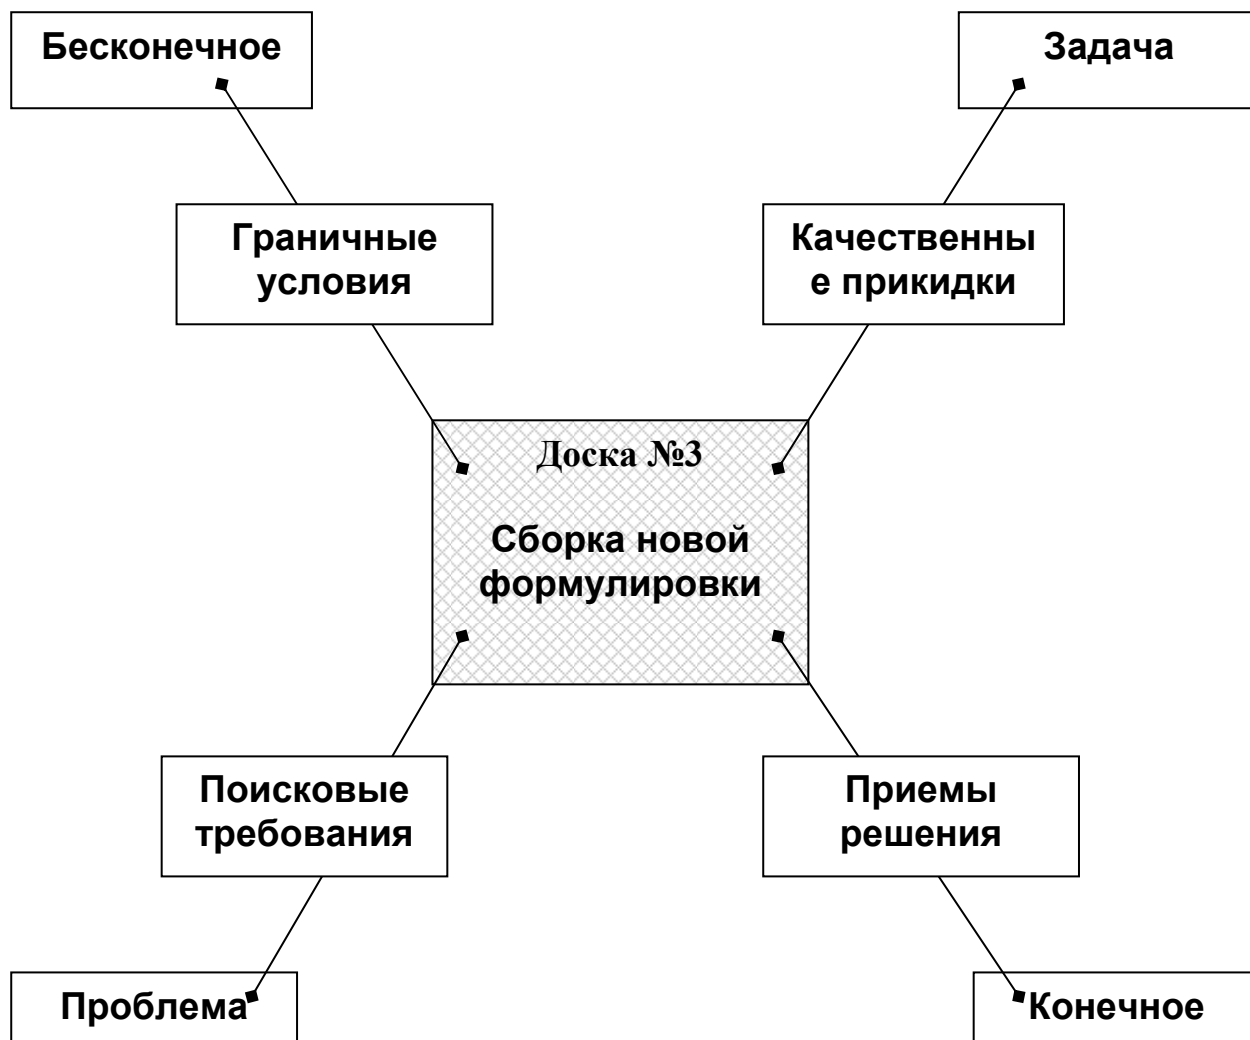 Бесконечное
Задача
Граничные
условия
Качественны
е прикидки
Доска №3
Сборка новой
формулировки
Поисковые
требования
Приемы
решения
Проблема
Конечное